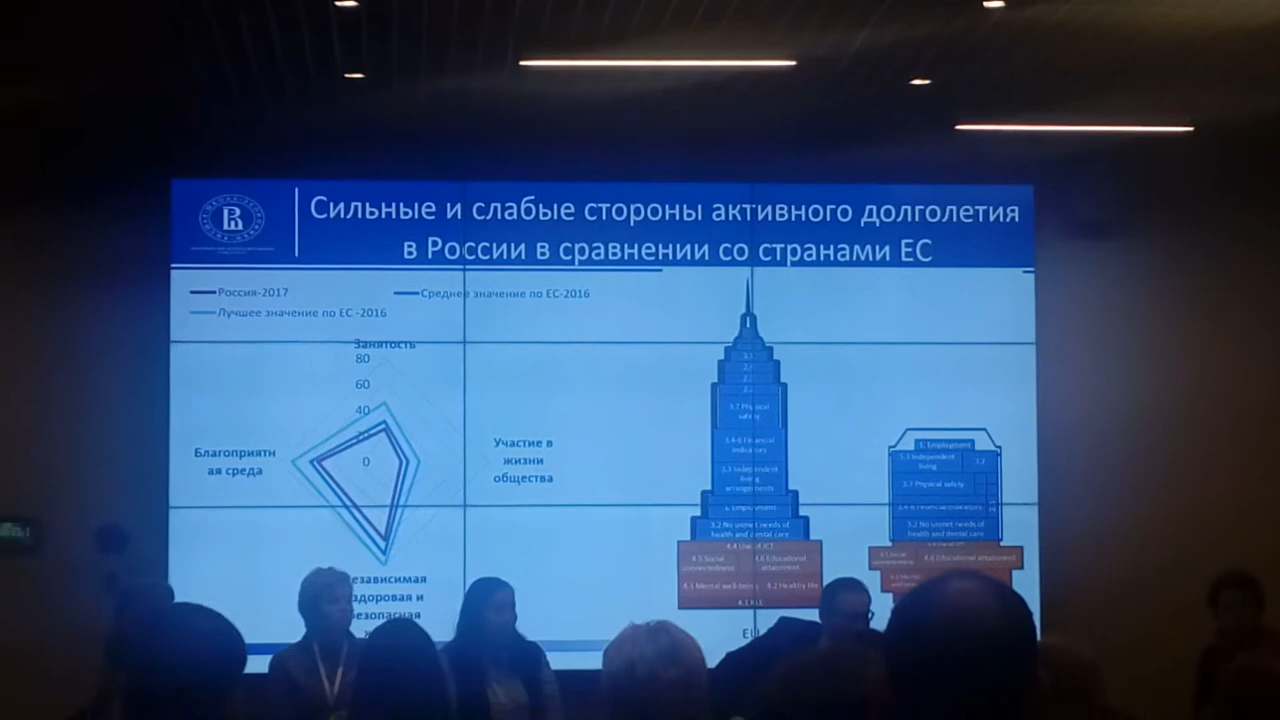 Сильные и слабые стороны активного долголетия
в России в сравнении со странами ЕС
Россия-2017
Среднее значение по ЕС-2016
Лучшее значение по ЕС -2016
Занятость
80
60
40
0
Благоприятн
ая среда
Участие в
жизни
общества
езависимая
здоровая и
безопасная
3.7 Physical
safety
3.4-6 Financial
indicators
3.3 Independent
living
arrangements
1. Employment
3.2 No unmet needs of
health and dental care
4.4 Use of ICT
4.5 Social
connectedness
4.6 Educational
attainment
4.3 Mental well-being
4.2 Healthy life
4.1 RLE
EU
1. Employment
3.3 Independent
living
3.7 Physical safety
3.4-6 Financial indicators
3.2 No unmet needs of
health and dental care
4.6 Educational attainment